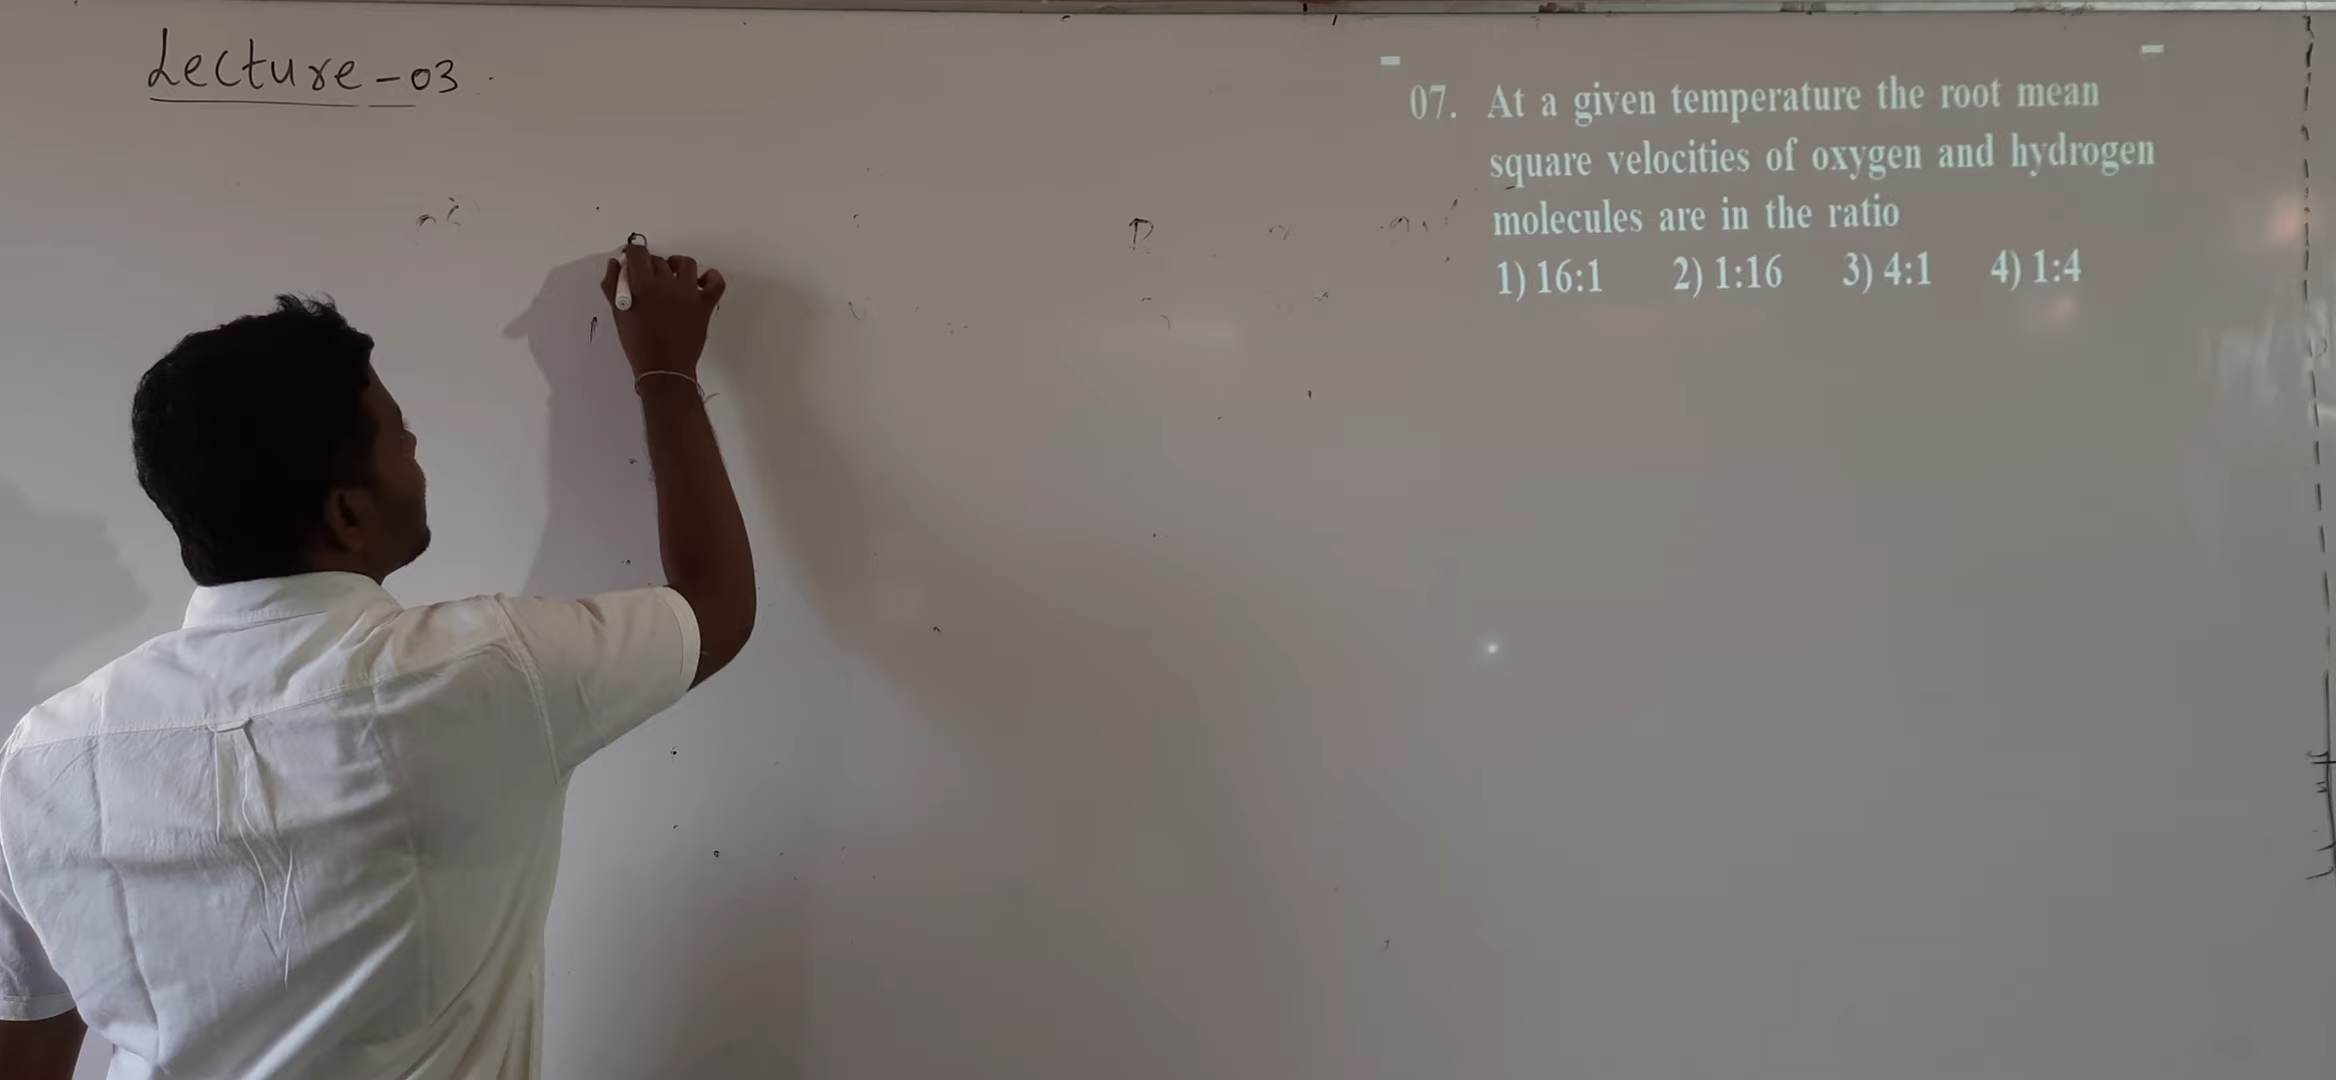 Lecture-03
07. At a given temperature the root mean
square velocities of oxygen and hydrogen
molecules are in the ratio
1) 16:1 2) 1:16 3) 4:1 4) 1:4